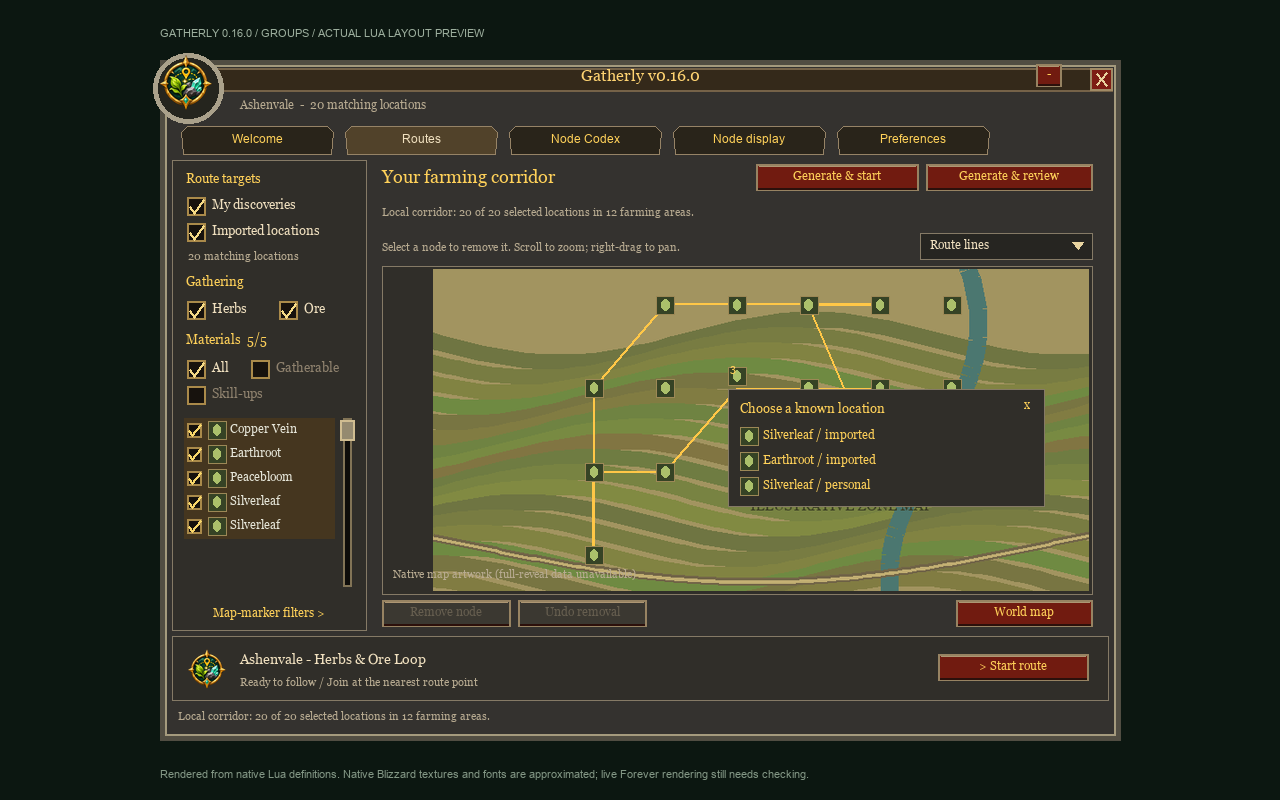 GATHERLY 0.16.0 / GROUPS / ACTUAL LUA LAYOUT PREVIEW
Gatherly v0.16.0
-
X
Ashenvale - 20 matching locations
Welcome
Routes
Node Codex
Node display
Preferences
Route targets
My discoveries
Imported locations
20 matching locations
Gathering
Herbs
Ore
Materials 5/5
All
Gatherable
Skill-ups
Copper Vein
Earthroot
Peacebloom
Silverleaf
Silverleaf
Map-marker filters >
Your farming corridor
Generate & start
Generate & review
Local corridor: 20 of 20 selected locations in 12 farming areas.
Select a node to remove it. Scroll to zoom; right-drag to pan.
Route lines
3
Choose a known location
x
Silverleaf / imported
Earthroot / imported
Silverleaf / personal
ILLUSTRATIVE ZONE MAP
Native map artwork (full-reveal data unavailable)
Remove node
Undo removal
World map
Ashenvale - Herbs & Ore Loop
Ready to follow / Join at the nearest route point
> Start route
Local corridor: 20 of 20 selected locations in 12 farming areas.
Rendered from native Lua definitions. Native Blizzard textures and fonts are approximated; live Forever rendering still needs checking.